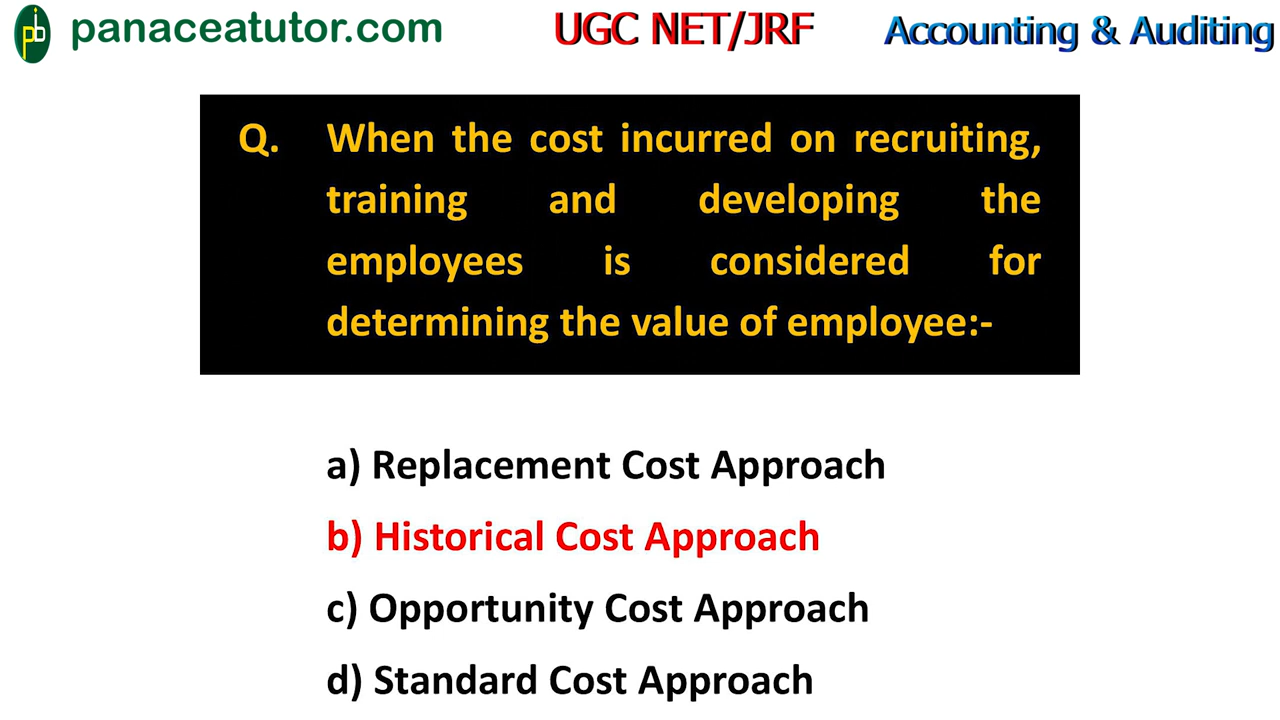 pb panaceatutor.com UGC NET/JRF Accounting & Auditing
Q. When the cost incurred on recruiting,
training and developing the
employees is considered for
determining the value of employee:-
a) Replacement Cost Approach
b) Historical Cost Approach
c) Opportunity Cost Approach
d) Standard Cost Approach